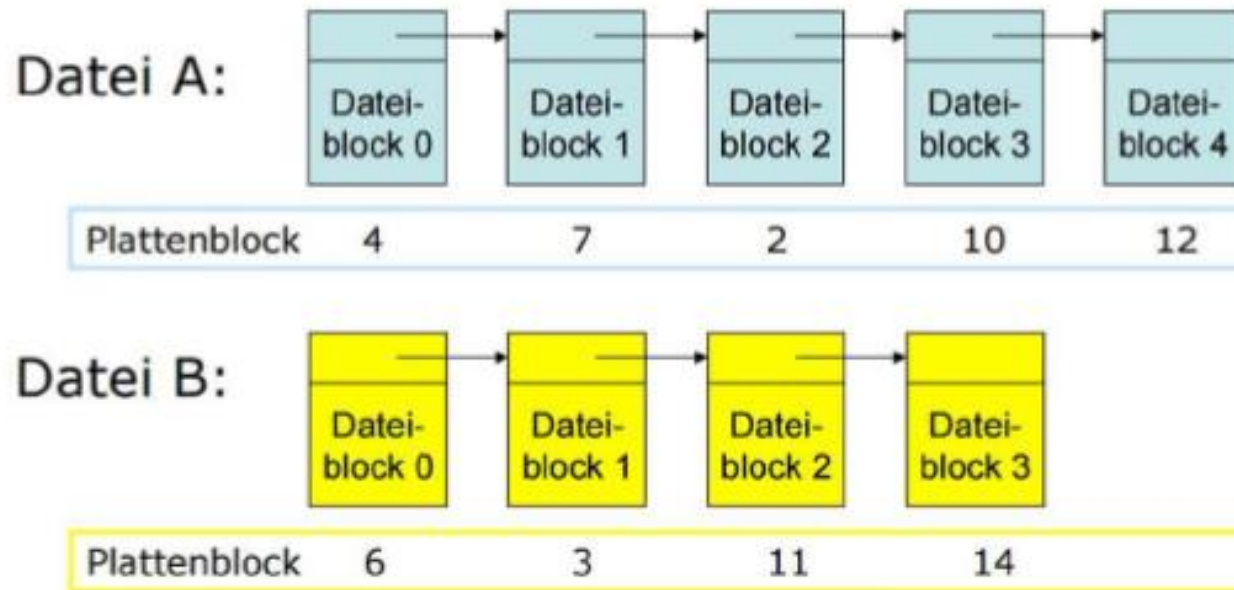 Datei A:
Datei-
block 0
Datei-
block 1
Datei-
block 2
Datei-
block 3
Datei-
block 4
Plattenblock 4 7 2 10 12
Datei B:
Datei-
block 0
Datei-
block 1
Datei-
block 2
Datei-
block 3
Plattenblock 6 3 11 14